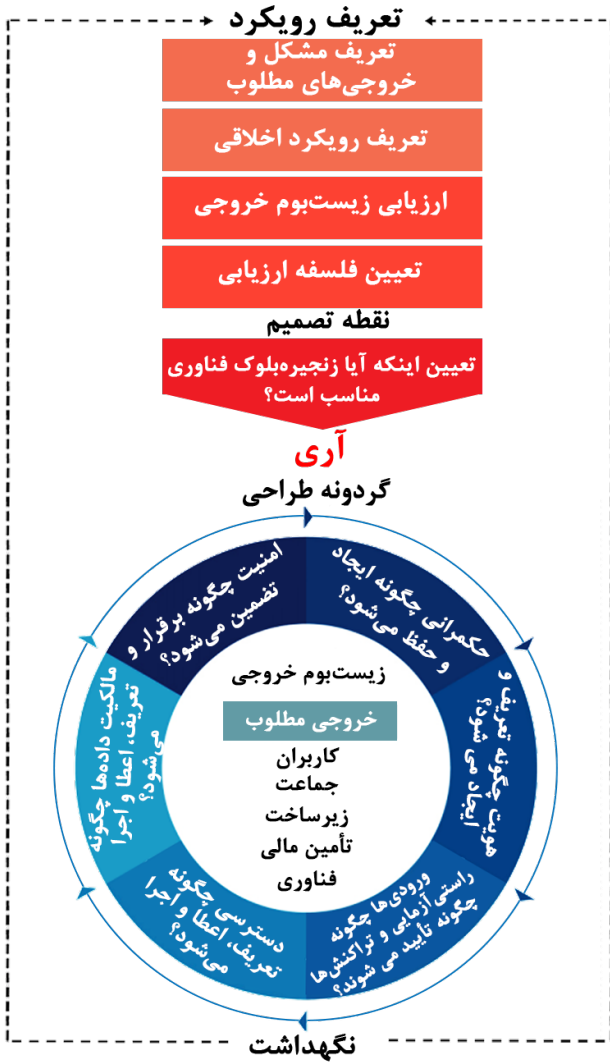 تعریف رویکرد
تعریف مشکل و
خروجی‌های مطلوب
تعریف رویکرد اخلاقی
ارزیابی زیست‌بوم خروجی
تعیین فلسفه ارزیابی
نقطه تصمیم
تعیین اینکه آیا زنجیره‌بلوک فناوری
مناسب است؟
آری
گردونه طراحی
حکمرانی چگونه ایجاد
و حفظ می‌شود؟
هویت چگونه تعریف و
ایجاد می شود؟
ورودی‌ها چگونه
راستی آزمایی و تراکنش‌ها
چگونه تأیید می شوند؟
دسترسی چگونه
تعریف، اعطا و اجرا
می‌شود؟
مالکیت داده‌ها چگونه
تعریف، اعطا و اجرا
می‌شود؟
امنیت چگونه برقرار و
تضمین می‌شود؟
زیست‌بوم خروجی
خروجی مطلوب
کاربران
جماعت
زیرساخت
تأمین مالی
فناوری
نگهداشت